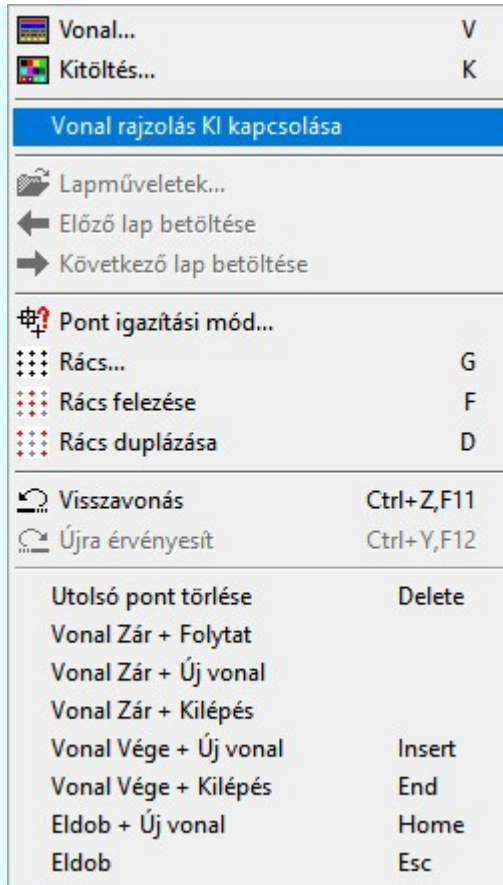 Vonal... V
Kitöltés... K
Vonal rajzolás KI kapcsolása
Lapműveletek...
Előző lap betöltése
Következő lap betöltése
Pont igazítási mód...
Rács... G
Rács felezése F
Rács duplázása D
Visszavonás Ctrl+Z,F11
Újra érvényesít Ctrl+Y,F12
Utolsó pont törlése Delete
Vonal Zár + Folytat
Vonal Zár + Új vonal
Vonal Zár + Kilépés
Vonal Vége + Új vonal Insert
Vonal Vége + Kilépés End
Eldob + Új vonal Home
Eldob Esc